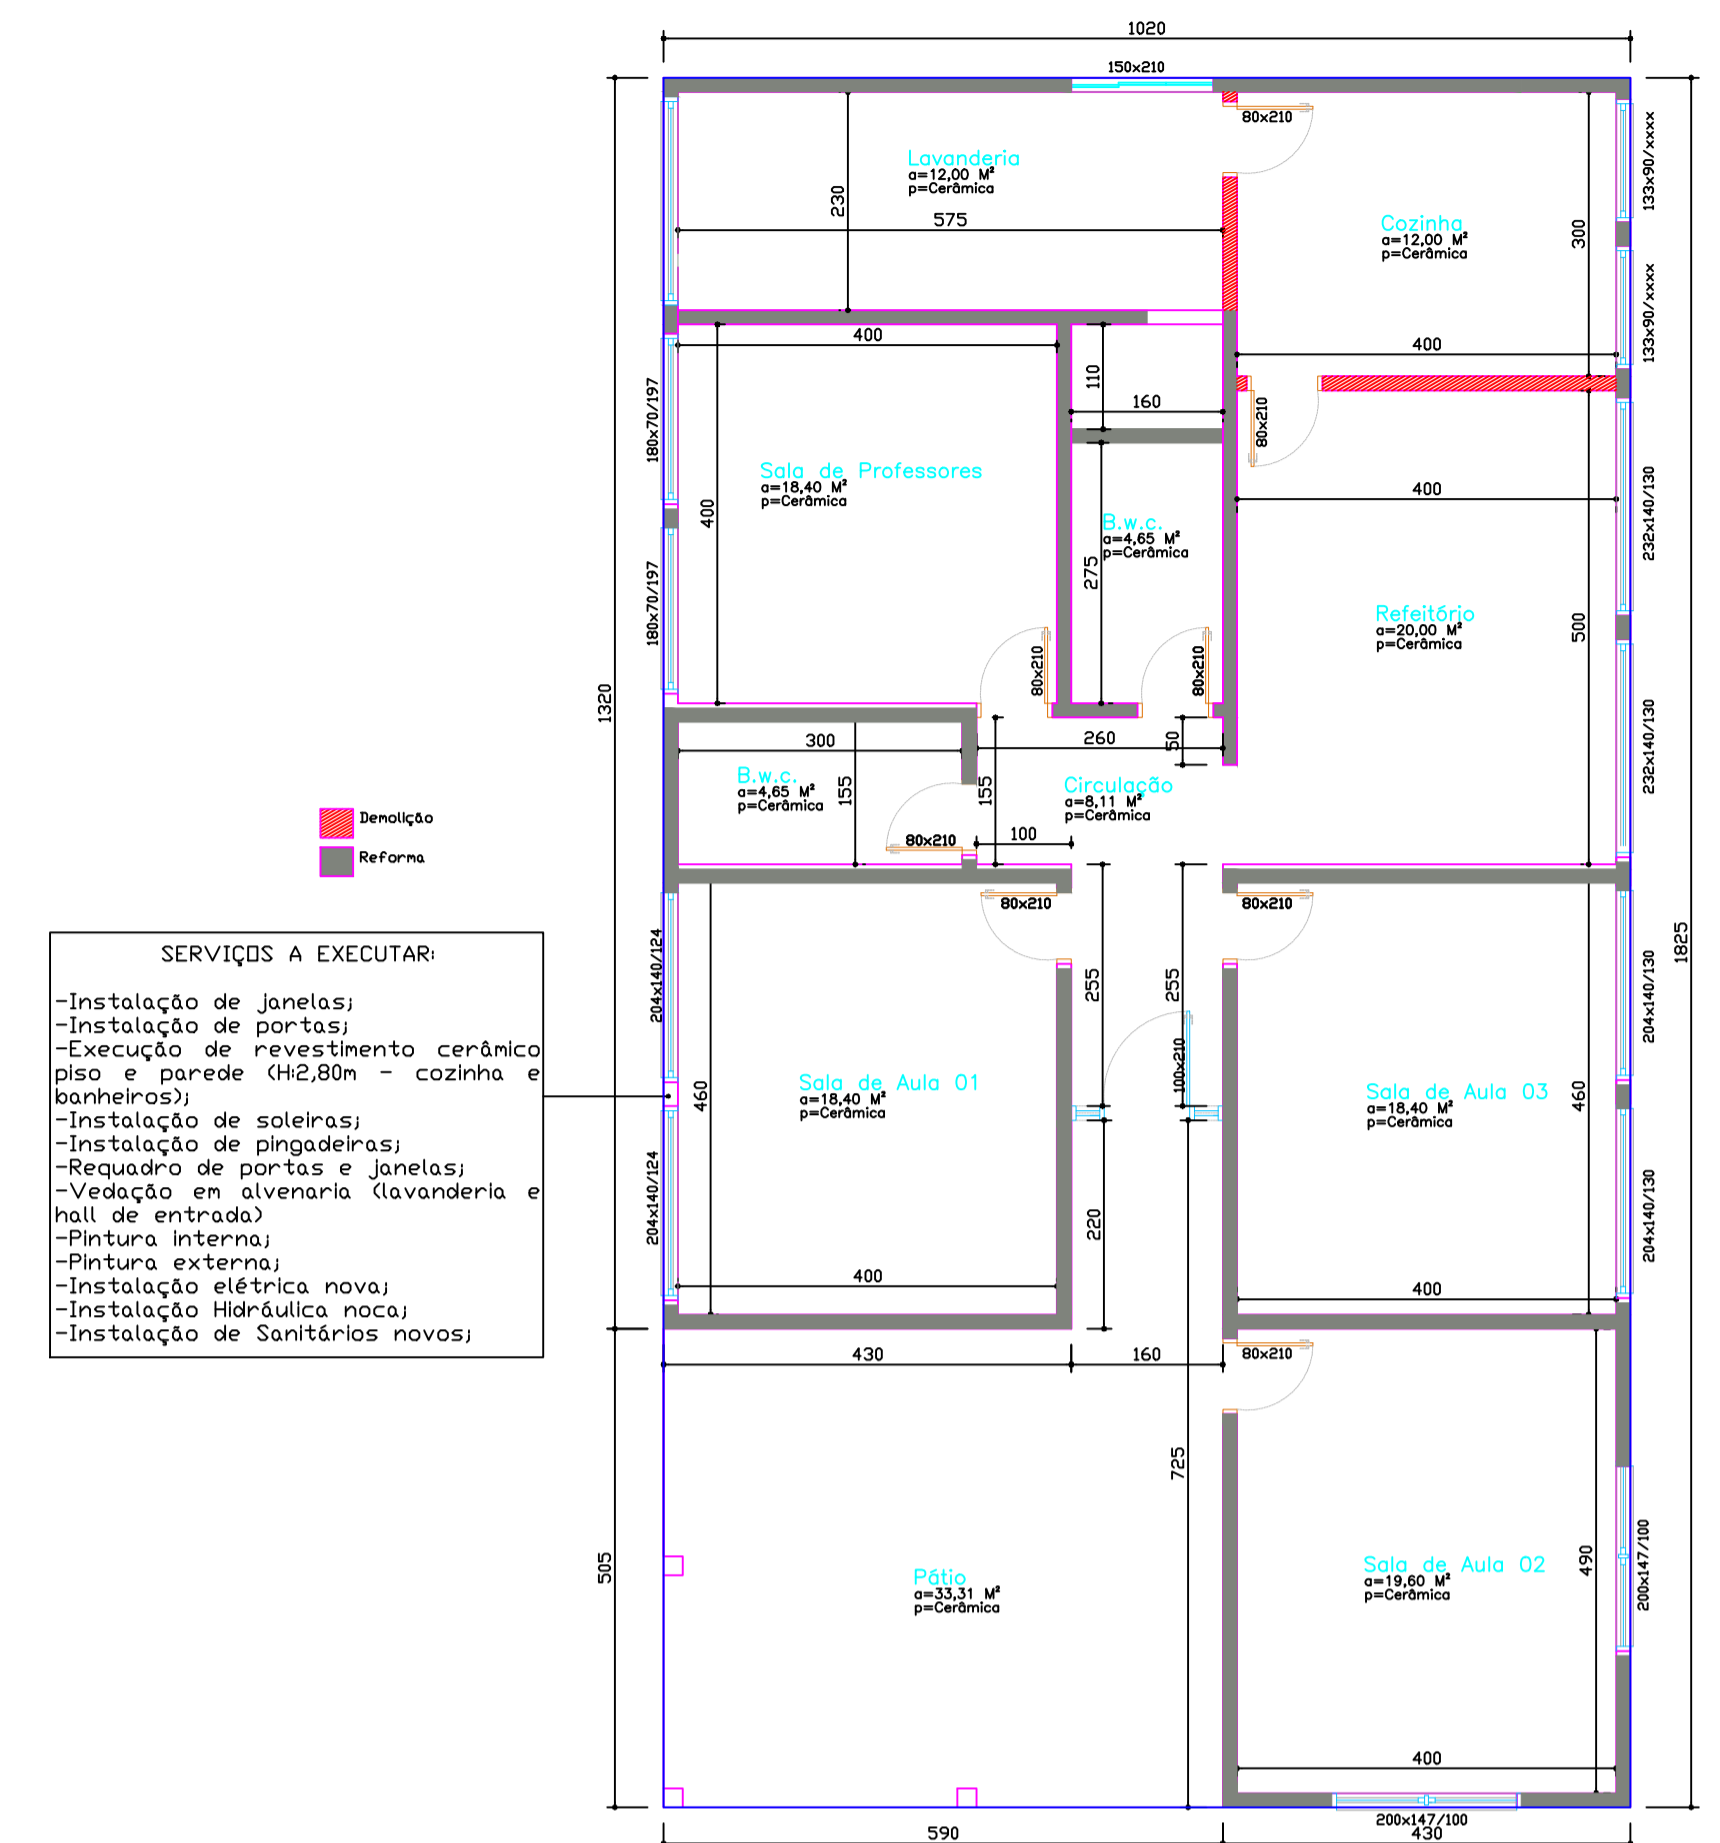 1020
150x210
80x210
Lavanderia
a=12,00 M²
p=Cerâmica
230
575
Cozinha
a=12,00 M²
p=Cerâmica
300
133x90/xxxx
133x90/xxxx
400
400
110
160
80x210
180x70/197
Sala de Professores
a=18,40 M²
p=Cerâmica
400
400
232x140/130
B.w.c.
a=4,65 M²
p=Cerâmica
275
180x70/197
Refeitório
a=20,00 M²
p=Cerâmica
500
80x210
80x210
1320
232x140/130
300
260
50
B.w.c.
a=4,65 M²
p=Cerâmica
155
155
Circulação
a=8,11 M²
p=Cerâmica
100
80x210
Demolição
Reforma
80x210
80x210
1825
SERVIÇOS A EXECUTAR:
-Instalação de janelas;
-Instalação de portas;
-Execução de revestimento cerâmico
piso e parede (H:2,80m - cozinha e
banheiros);
-Instalação de soleiras;
-Instalação de pingadeiras;
-Requadro de portas e janelas;
-Vedação em alvenaria (lavanderia e
hall de entrada)
-Pintura interna;
-Pintura externa;
-Instalação elétrica nova;
-Instalação Hidráulica noca;
-Instalação de Sanitários novos;
204x140/124
255
255
204x140/130
100x210
Sala de Aula 01
a=18,40 M²
p=Cerâmica
460
Sala de Aula 03
a=18,40 M²
p=Cerâmica
460
204x140/124
220
204x140/130
400
400
430
160
80x210
725
505
Pátio
a=33,31 M²
p=Cerâmica
Sala de Aula 02
a=19,60 M²
p=Cerâmica
490
200x147/100
400
200x147/100
590
430